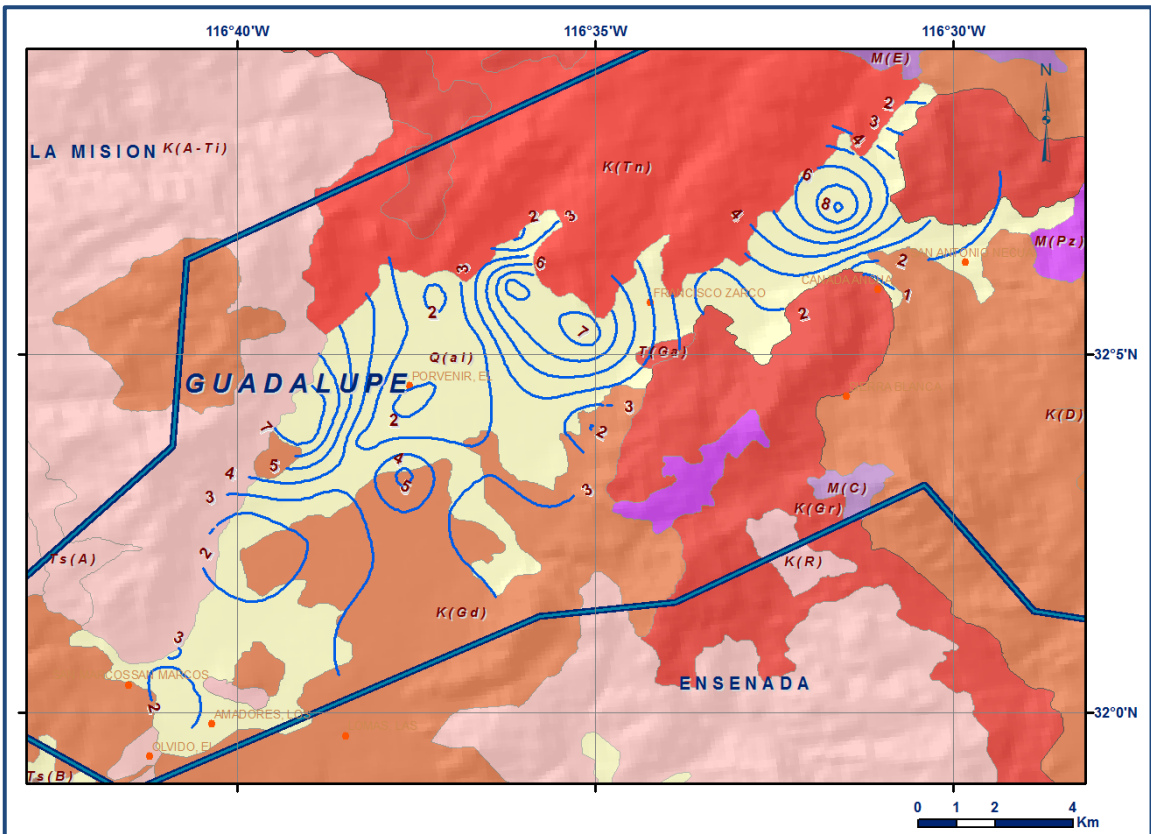 116°40'W
116°35'W
116°30'W
M(E)
N
2
3
4
LA MISION
K(A-Ti)
K(Tn)
6
8
4
2
3
M(Pz)
3
6
2
1
2
FRANCISCO ZARCO
2
7
Q(al)
T(Ga)
32°5'N
GUADALUPE
PORVENIR, EL
2
3
K(D)
7
2
4
5
5
4
3
3
M(C)
K(Gr)
2
Ts(A)
K(R)
K(Gd)
3
COSSAN MARCOS
ENSENADA
2
AMADORES, LOS
32°0'N
OLVIDO, EL
Ts(B)
0 1 2 4
Km